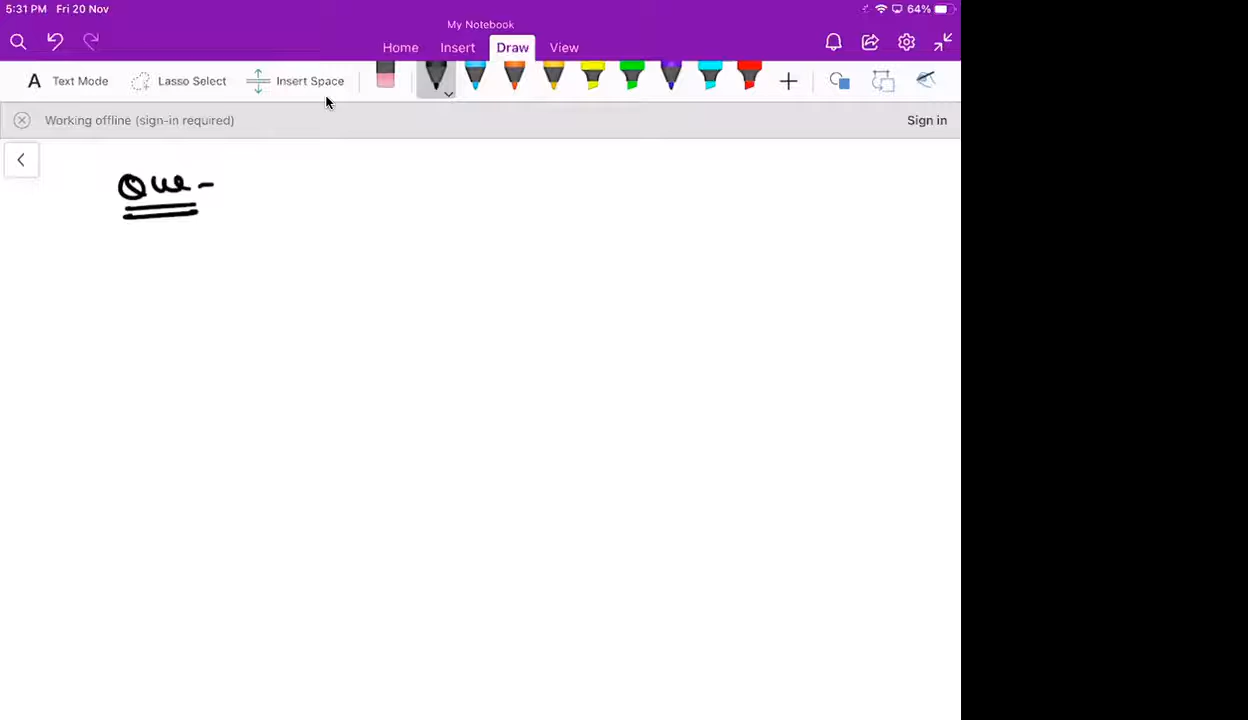 5:31 PM Fri 20 Nov 64%
My Notebook
Home Insert Draw View
A Text Mode Lasso Select Insert Space
Working offline (sign-in required) Sign in
Que -